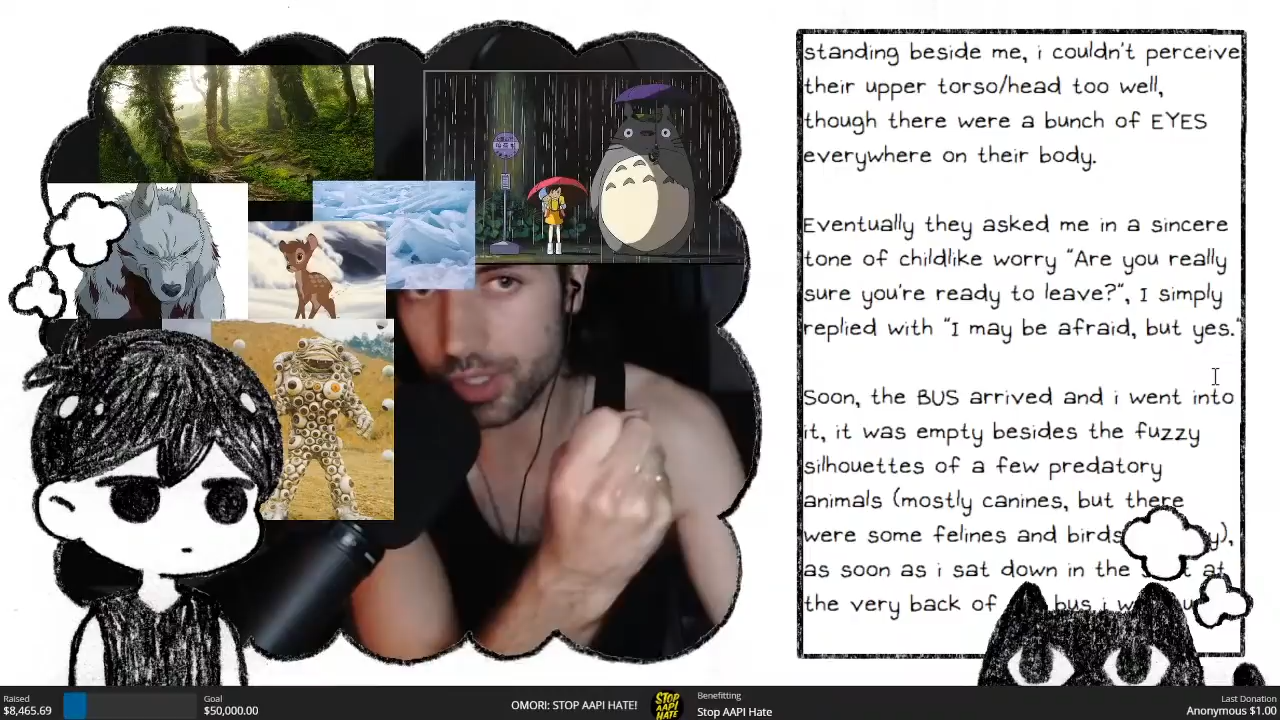 standing beside me, i couldn't perceive
their upper torso/head too well,
though there were a bunch of EYES
everywhere on their body.
Eventually they asked me in a sincere
tone of childlike worry "Are you really
sure you're ready to leave?", I simply
replied with "I may be afraid, but yes."
Soon, the BUS arrived and i went into
it, it was empty besides the fuzzy
silhouettes of a few predatory
animals (mostly canines, but there
were some felines and birds
as soon as i sat down in the at
the very back of bus i
Raised
$8,465.69
Goal
$50,000.00
OMORI: STOP AAPI HATE!
STOP
AAPI
HATE
Benefitting
Stop AAPI Hate
Last Donation
Anonymous $1.00